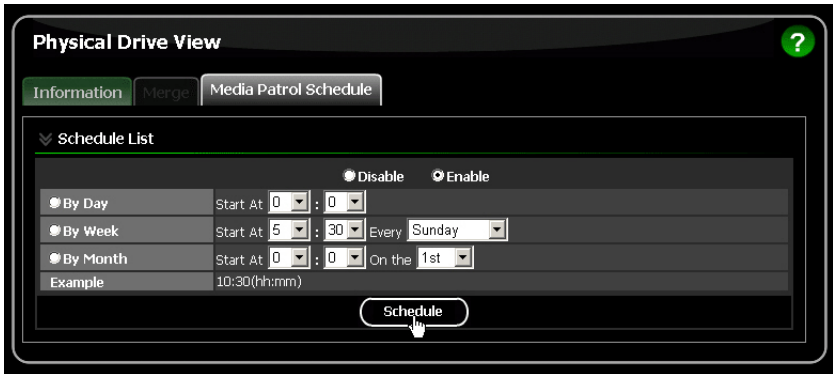 Physical Drive View ?
Information Merge Media Patrol Schedule
Schedule List
Disable Enable
By Day Start At 0 : 0
By Week Start At 5 : 30 Every Sunday
By Month Start At 0 : 0 On the 1st
Example 10:30(hh:mm)
Schedule